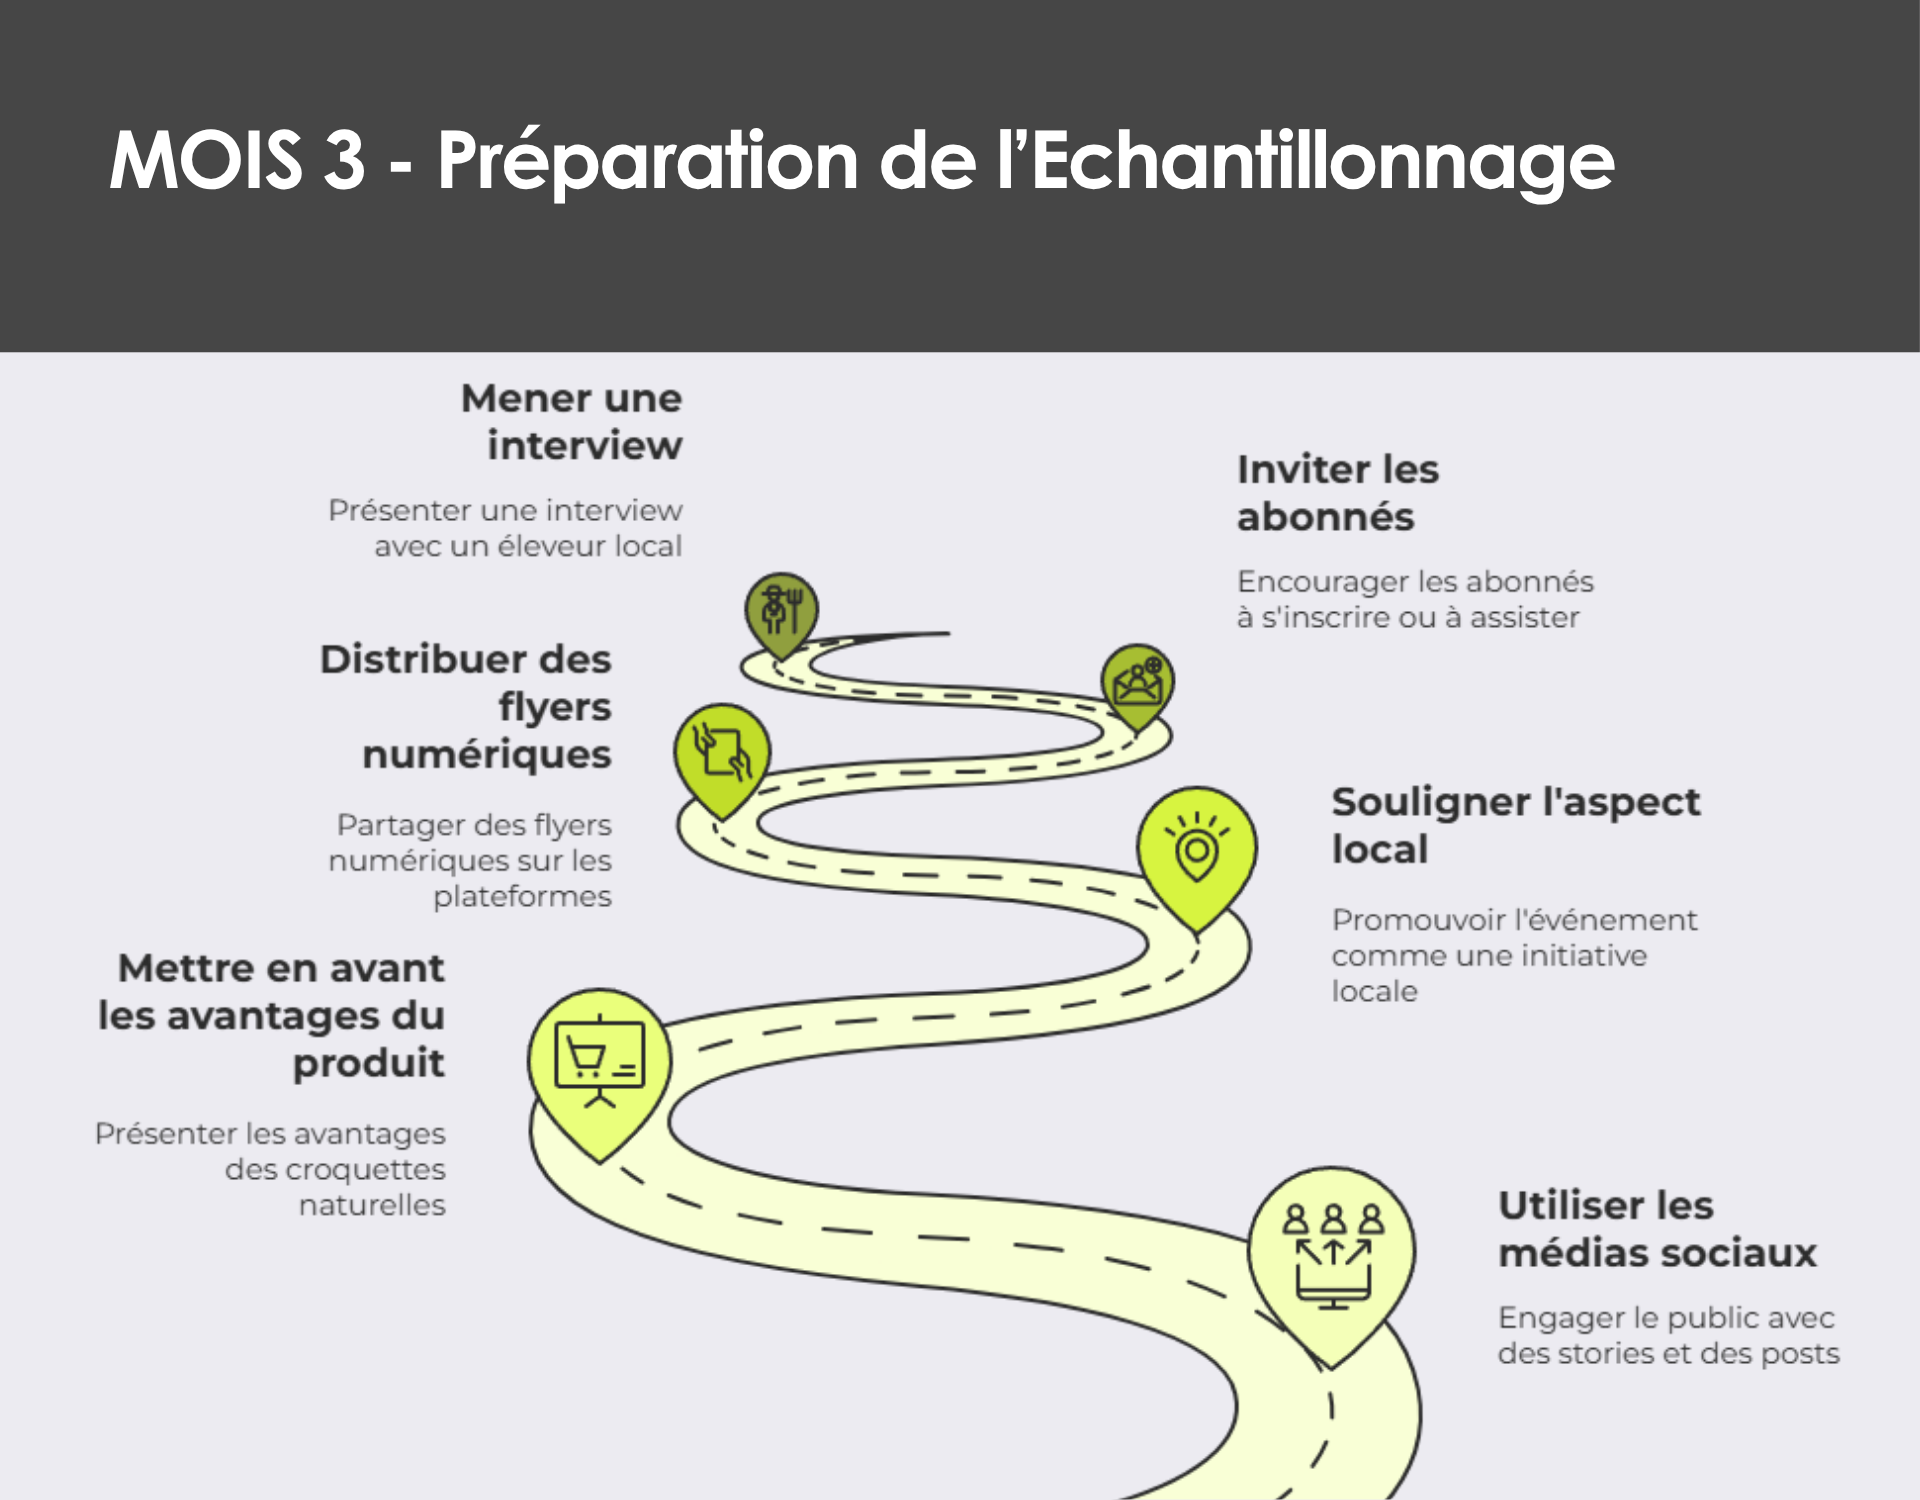 MOIS 3 - Préparation de l’Echantillonnage
Mener une
interview
Présenter une interview
avec un éleveur local
Inviter les
abonnés
Encourager les abonnés
à s'inscrire ou à assister
Distribuer des
flyers
numériques
Partager des flyers
numériques sur les
plateformes
Souligner l'aspect
local
Promouvoir l'événement
comme une initiative
locale
Mettre en avant
les avantages du
produit
Présenter les avantages
des croquettes
naturelles
Utiliser les
médias sociaux
Engager le public avec
des stories et des posts